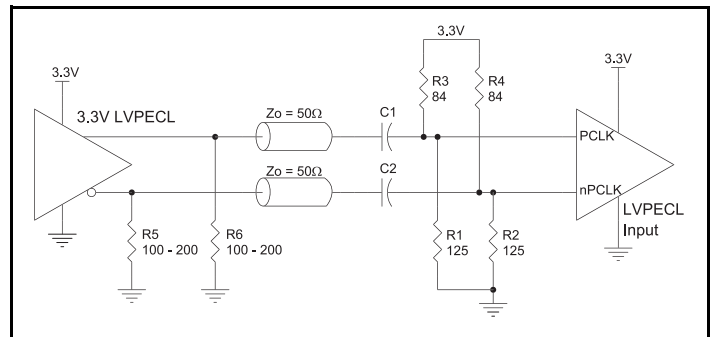 3.3V
3.3V LVPECL
R5
100 - 200
R6
100 - 200
Zo = 50Ω
Zo = 50Ω
C1
C2
3.3V
R3
84
R4
84
R1
125
R2
125
3.3V
PCLK
nPCLK
LVPECL
Input